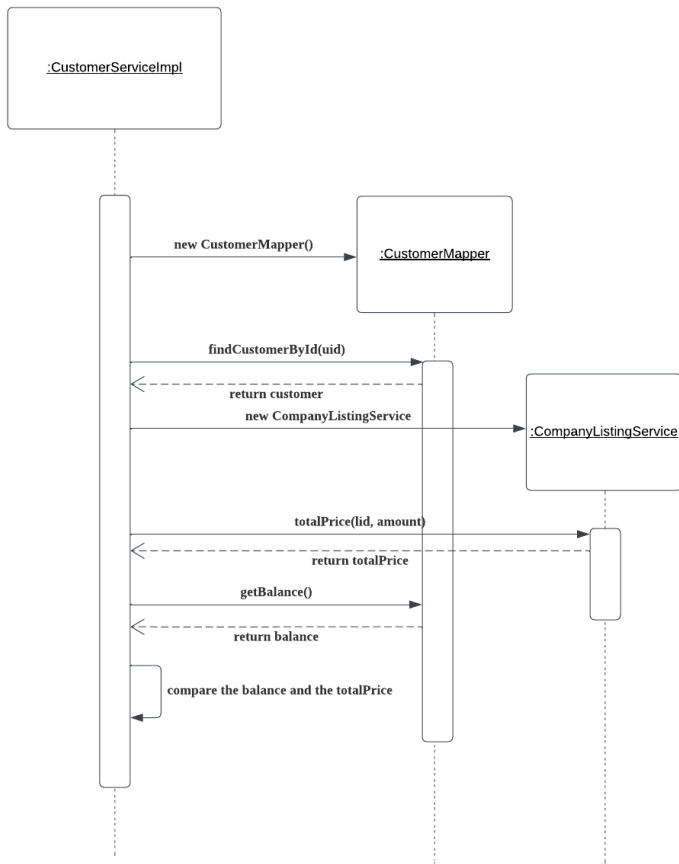 :CustomerServiceImpl
new CustomerMapper()
:CustomerMapper
findCustomerById(uid)
return customer
new CompanyListingService
:CompanyListingService
totalPrice(lid, amount)
return totalPrice
getBalance()
return balance
compare the balance and the totalPrice